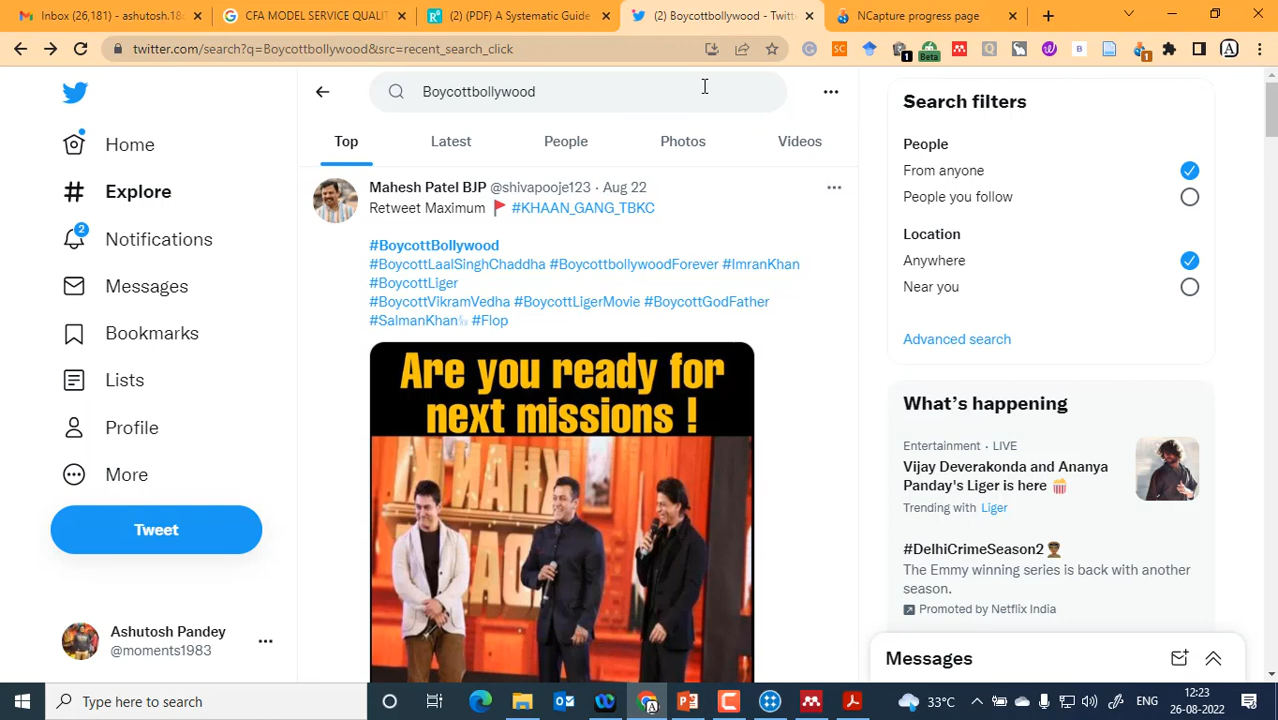 Inbox (26,181) - ashutosh.18
CFA MODEL SERVICE QUALIT
(2) (PDF) A Systematic Guide
(2) Boycottbollywood - Twitt
NCapture progress page
twitter.com/search?q=Boycottbollywood&src=recent_search_click
SC
1
Beta
B
1
A
Home
Explore
2
Notifications
Messages
Bookmarks
Lists
Profile
More
Tweet
Ashutosh Pandey
@moments1983
Boycottbollywood
Top Latest People Photos Videos
Mahesh Patel BJP @shivapooje123 · Aug 22
Retweet Maximum 🚩 #KHAAN_GANG_TBKC
#BoycottBollywood
#BoycottLaalSinghChaddha #BoycottbollywoodForever #ImranKhan
#BoycottLiger
#BoycottVikramVedha #BoycottLigerMovie #BoycottGodFather
#SalmanKhan #Flop
Are you ready for
next missions !
Search filters
People
From anyone
People you follow
Location
Anywhere
Near you
Advanced search
What's happening
Entertainment · LIVE
Vijay Deverakonda and Ananya
Panday's Liger is here 🍿
Trending with Liger
#DelhiCrimeSeason2
The Emmy winning series is back with another
season.
Promoted by Netflix India
Messages
Type here to search
33°C
ENG
12:23
26-08-2022